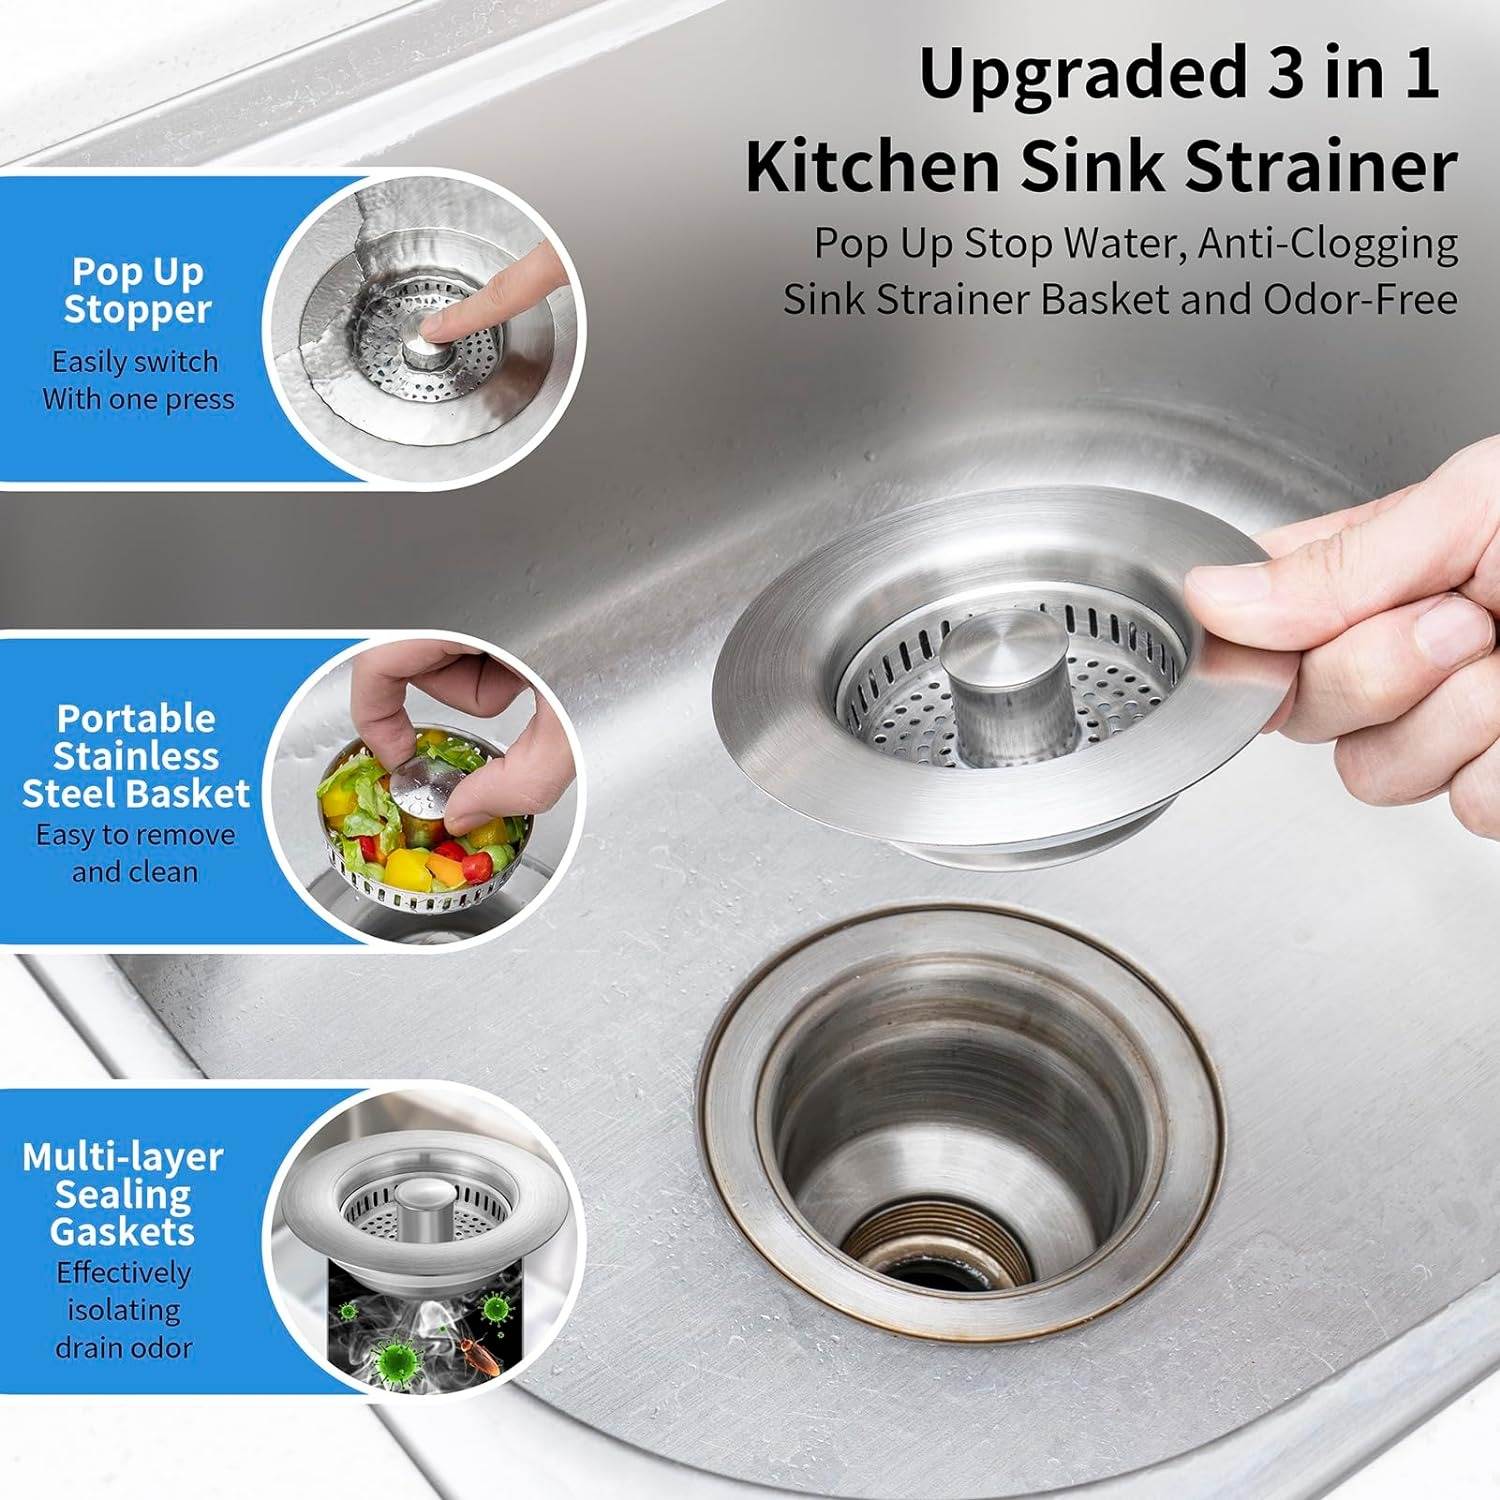 Upgraded 3 in 1
Kitchen Sink Strainer
Pop Up Stop Water, Anti-Clogging
Sink Strainer Basket and Odor-Free
Pop Up
Stopper
Easily switch
With one press
Portable
Stainless
Steel Basket
Easy to remove
and clean
Multi-layer
Sealing
Gaskets
Effectively
isolating
drain odor